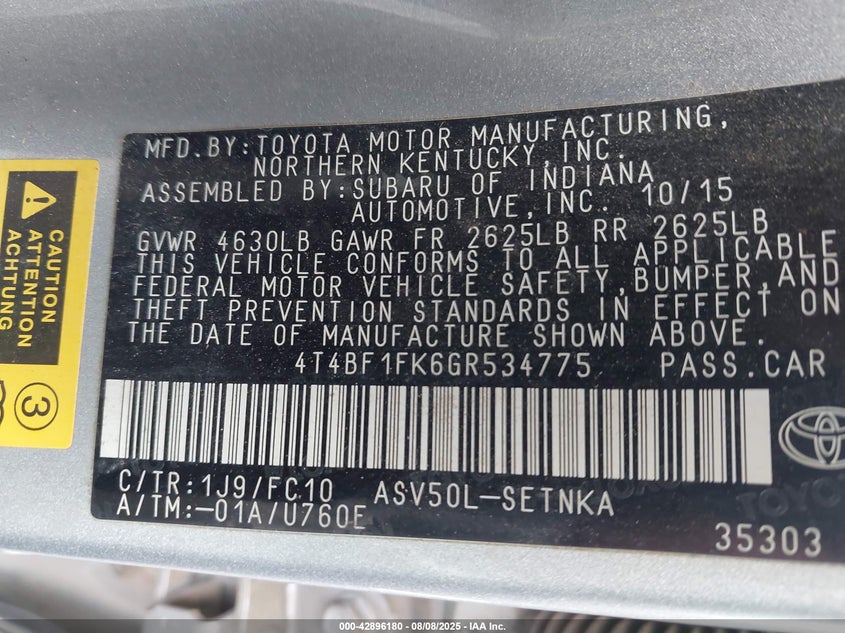 MFD.BY:TOYOTA MOTOR MANUFACTURING,
NORTHERN KENTUCKY,INC.
ASSEMBLED BY:SUBARU OF INDIANA
AUTOMOTIVE,INC. 10/15
GVWR 4630LB GAWR FR 2625LB RR 2625LB
THIS VEHICLE CONFORMS TO ALL APPLICABLE
FEDERAL MOTOR VEHICLE SAFETY,BUMPER,AND
THEFT PREVENTION STANDARDS IN EFFECT ON
THE DATE OF MANUFACTURE SHOWN ABOVE.
4T4BF1FK6GR534775 PASS.CAR
C/TR:1J9/FC10 ASV50L-SETNKA
A/TM:-01A/U760E
35303
CAUTION
ATTENTION
ACHTUNG
3
TOYOTA
000-42896180 - 08/08/2025 - IAA Inc.